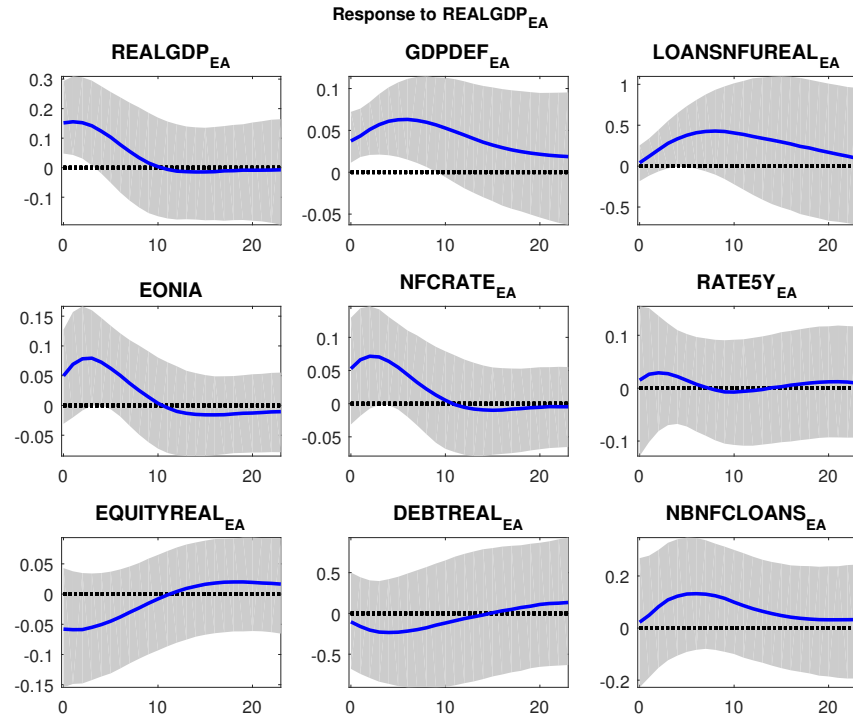 Response to REALGDP_EA
REALGDP_EA
0.3
0.2
0.1
0
-0.1
0 10 20
GDPDEF_EA
0.1
0.05
0
-0.05
0 10 20
LOANSNFUREAL_EA
1
0.5
0
-0.5
0 10 20
EONIA
0.15
0.1
0.05
0
-0.05
0 10 20
NFCRATE_EA
0.1
0.05
0
-0.05
0 10 20
RATE5Y_EA
0.1
0
-0.1
0 10 20
EQUITYREAL_EA
0.05
0
-0.05
-0.1
-0.15
0 10 20
DEBTREAL_EA
0.5
0
-0.5
0 10 20
NBNFCLOANS_EA
0.2
0
-0.2
0 10 20